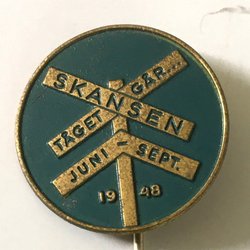 GÅR...
SKANSEN
TÅGET
JUNI - SEPT.
1948